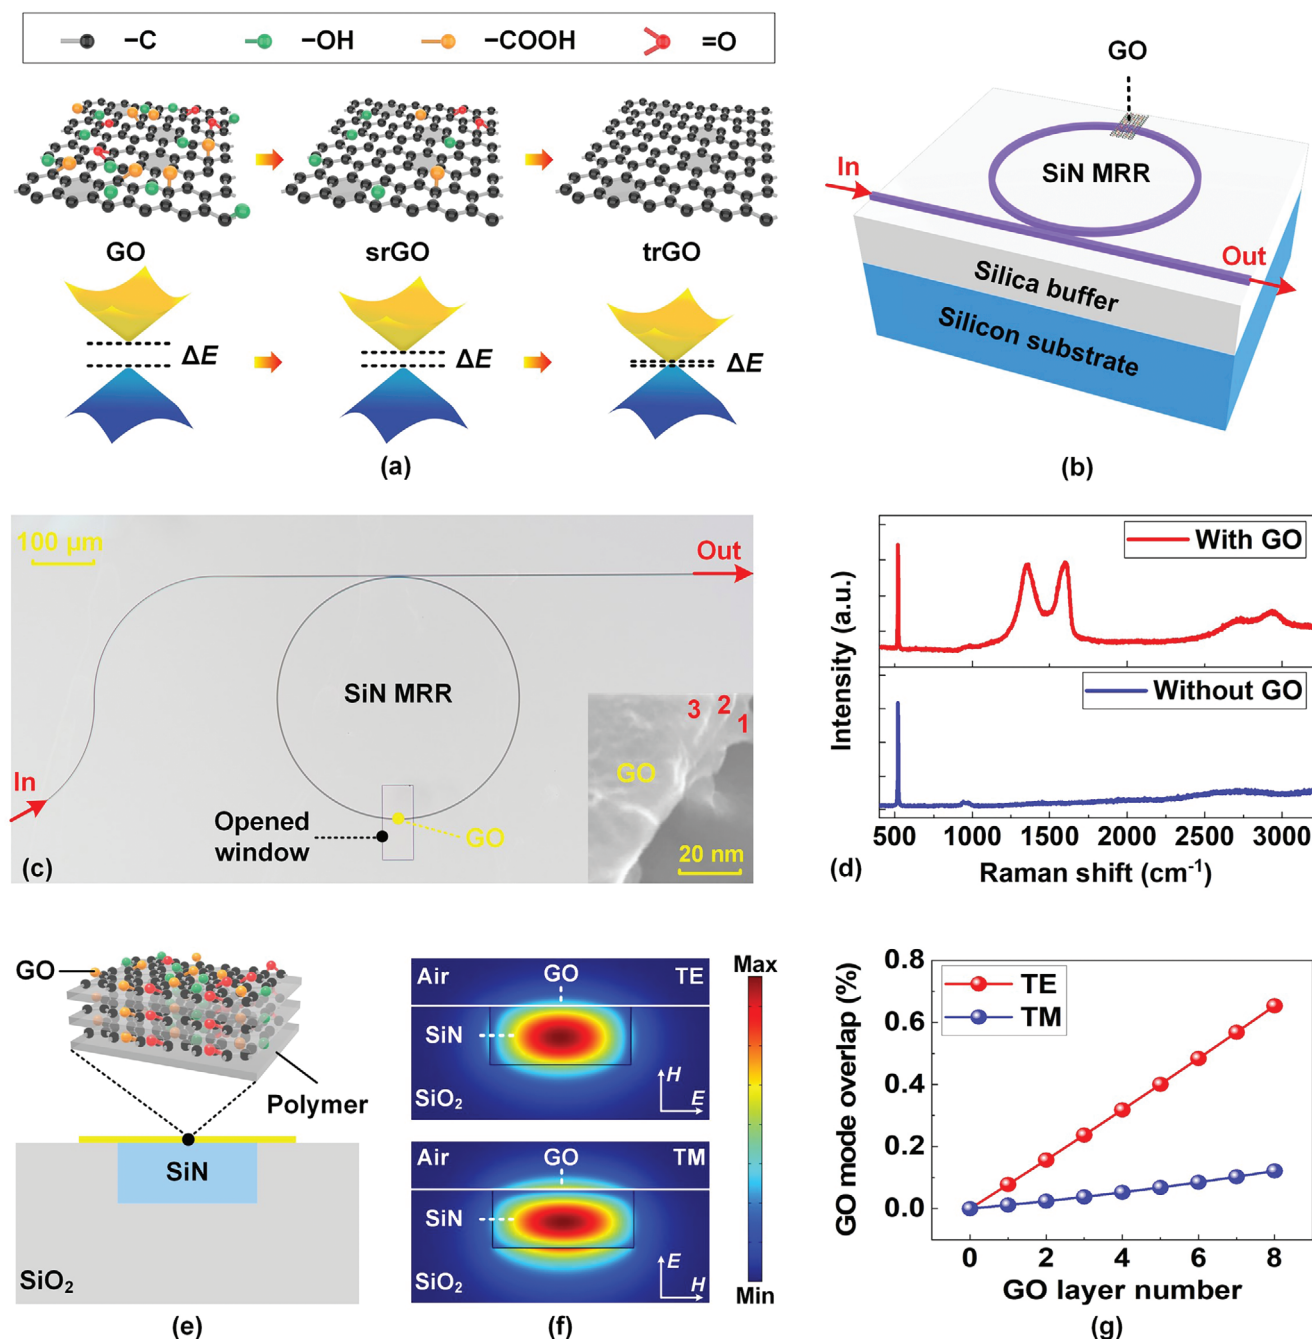 −C −OH −COOH =O
GO srGO trGO
ΔE ΔE ΔE
(a)
GO
SiN MRR
In
Out
Silica buffer
Silicon substrate
(b)
100 μm
Out
SiN MRR
In
Opened
window
GO
3 2 1
GO
20 nm
(c)
With GO
Without GO
Intensity (a.u.)
500 1000 1500 2000 2500 3000
Raman shift (cm⁻¹)
(d)
GO
Polymer
SiN
SiO₂
(e)
Air GO TE
SiN
SiO₂
H
E
Air GO TM
SiN
SiO₂
E
H
Max
Min
(f)
GO mode overlap (%)
0.8
0.6
0.4
0.2
0.0
TE
TM
0 2 4 6 8
GO layer number
(g)